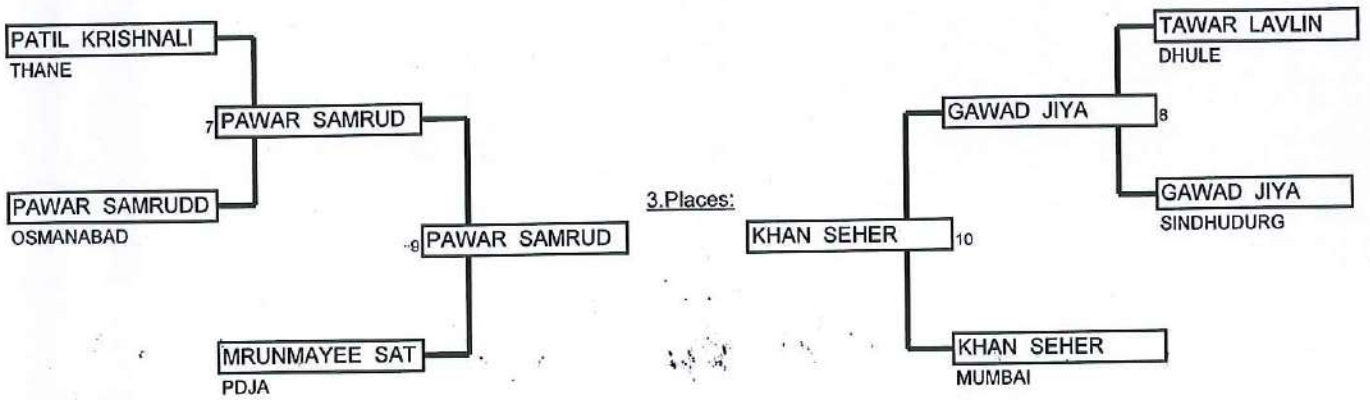 PATIL KRISHNALI
THANE
7 PAWAR SAMRUD
PAWAR SAMRUDD
OSMANABAD
9 PAWAR SAMRUD
MRUNMAYEE SAT
PDJA
3.Places:
TAWAR LAVLIN
DHULE
GAWAD JIYA 8
GAWAD JIYA
SINDHUDURG
KHAN SEHER 10
KHAN SEHER
MUMBAI